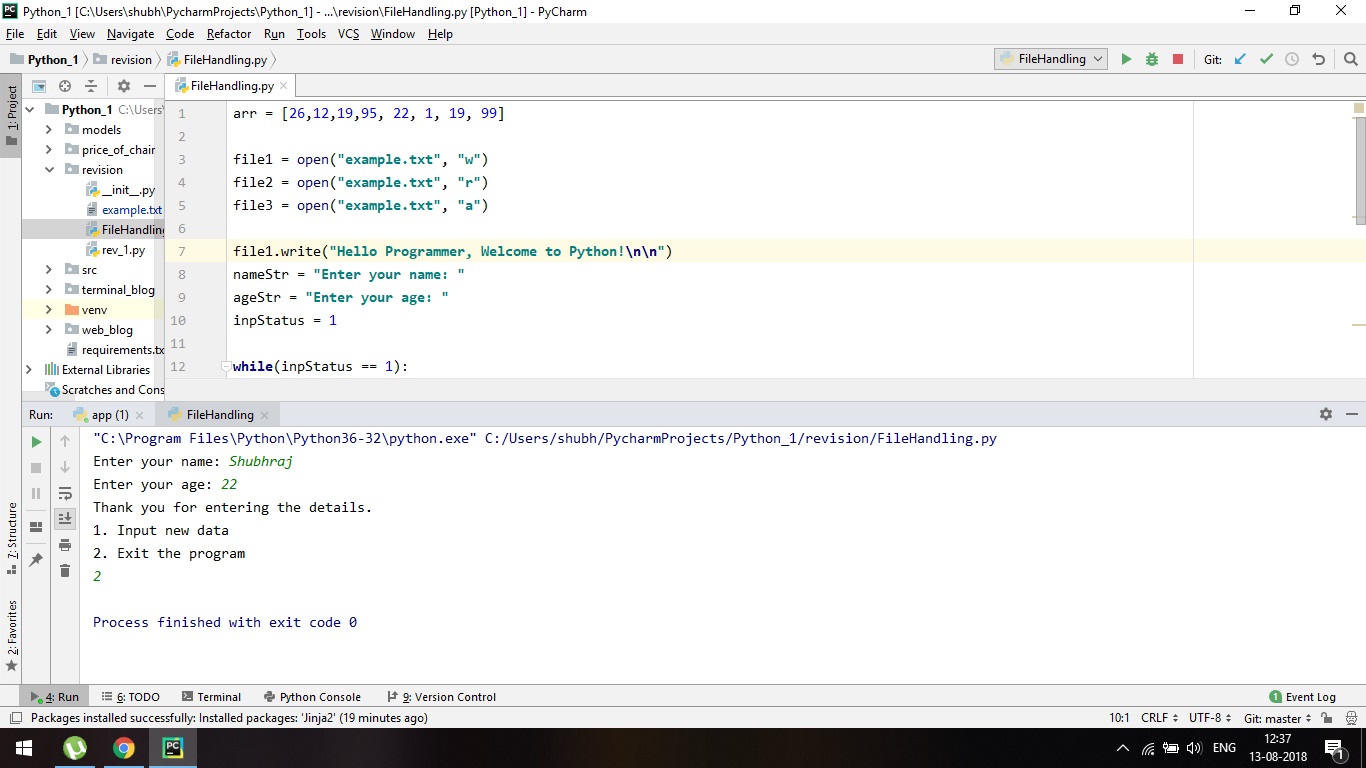 Python_1 [C:\Users\shubh\PycharmProjects\Python_1] - ...\revision\FileHandling.py [Python_1] - PyCharm
File Edit View Navigate Code Refactor Run Tools VCS Window Help
Python_1 revision FileHandling.py FileHandling Git:
1: Project
FileHandling.py
Python_1 C:\Users
models
price_of_chair
revision
__init__.py
example.txt
FileHandling
rev_1.py
src
terminal_blog
venv
web_blog
requirements.tx
External Libraries
Scratches and Cons
1 arr = [26,12,19,95, 22, 1, 19, 99]
2
3 file1 = open("example.txt", "w")
4 file2 = open("example.txt", "r")
5 file3 = open("example.txt", "a")
6
7 file1.write("Hello Programmer, Welcome to Python!\n\n")
8 nameStr = "Enter your name: "
9 ageStr = "Enter your age: "
10 inpStatus = 1
11
12 while(inpStatus == 1):
Run: app (1) FileHandling
"C:\Program Files\Python\Python36-32\python.exe" C:/Users/shubh/PycharmProjects/Python_1/revision/FileHandling.py
Enter your name: Shubhraj
Enter your age: 22
Thank you for entering the details.
1. Input new data
2. Exit the program
2
Process finished with exit code 0
7: Structure
2: Favorites
4: Run 6: TODO Terminal Python Console 9: Version Control 1 Event Log
Packages installed successfully: Installed packages: 'Jinja2' (19 minutes ago) 10:1 CRLF UTF-8 Git: master
PC ENG 12:37
13-08-2018 1